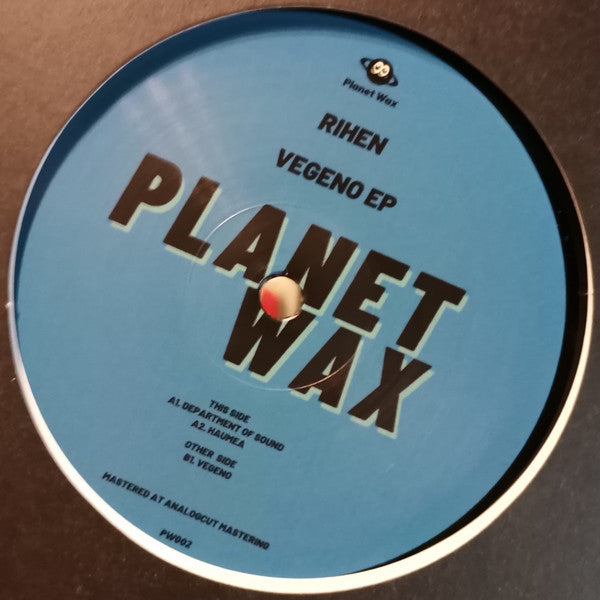 Planet Wax
RIHEN
VEGENO EP
PLANET
WAX
THIS SIDE
A1. DEPARTMENT OF SOUND
A2. HAUMEA
OTHER SIDE
B1. VEGENO
MASTERED AT ANALOGCUT MASTERING
PW002